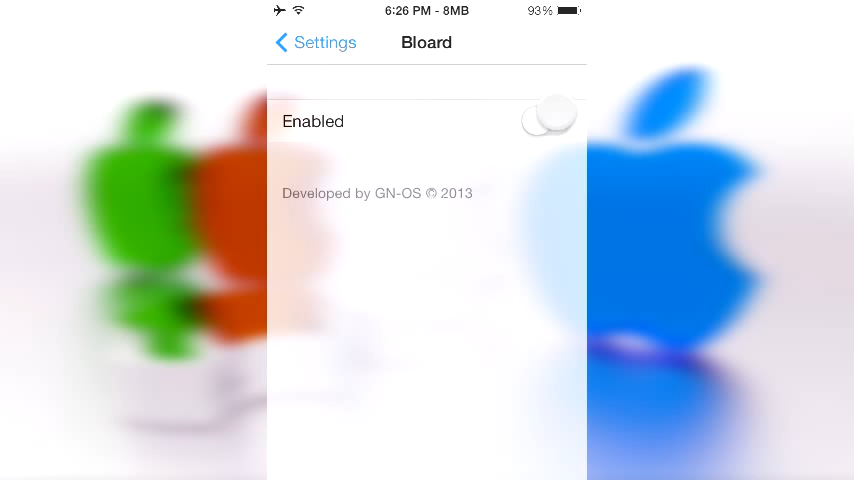 6:26 PM - 8MB 93%
Settings Bloard
Enabled
Developed by GN-OS © 2013